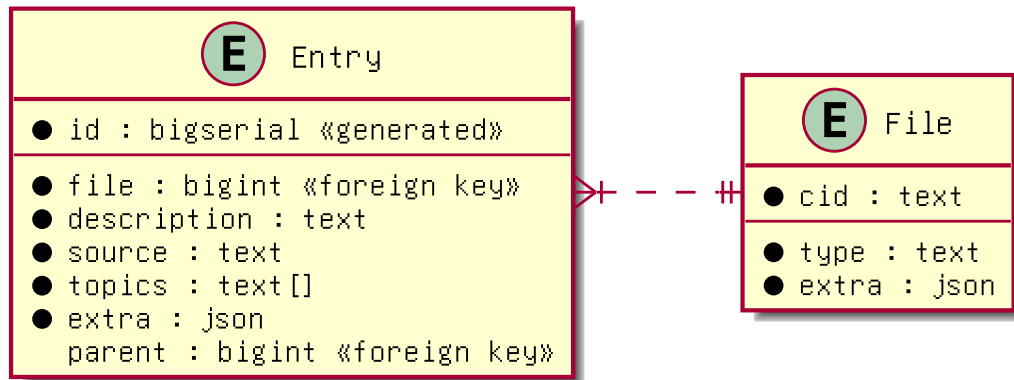 E Entry
id : bigserial «generated»
file : bigint «foreign key»
description : text
source : text
topics : text[]
extra : json
parent : bigint «foreign key»
E File
cid : text
type : text
extra : json